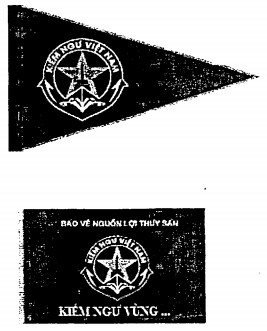 KIỂM NGƯ VIỆT NAM
BẢO VỆ NGUỒN LỢI THỦY SẢN
KIỂM NGƯ VIỆT NAM
KIỂM NGƯ VÙNG ...